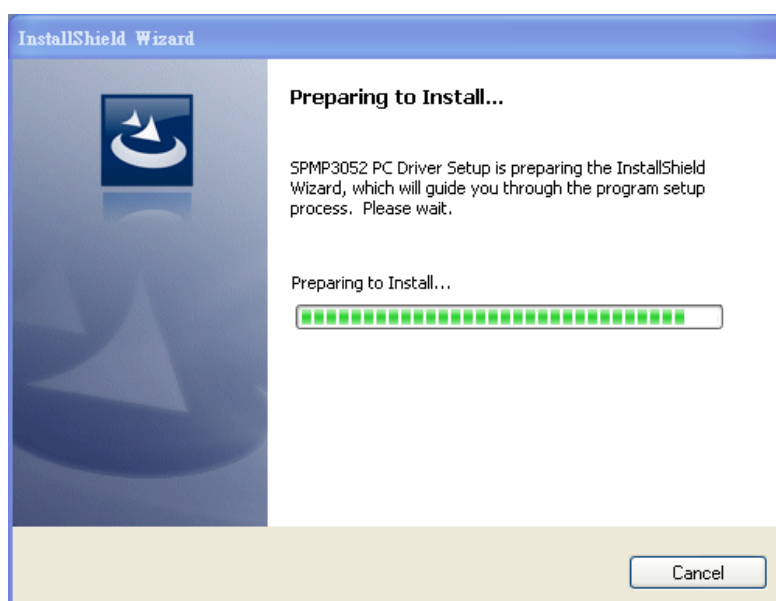 InstallShield Wizard
Preparing to Install...
SPMP3052 PC Driver Setup is preparing the InstallShield
Wizard, which will guide you through the program setup
process.  Please wait.
Preparing to Install...
Cancel